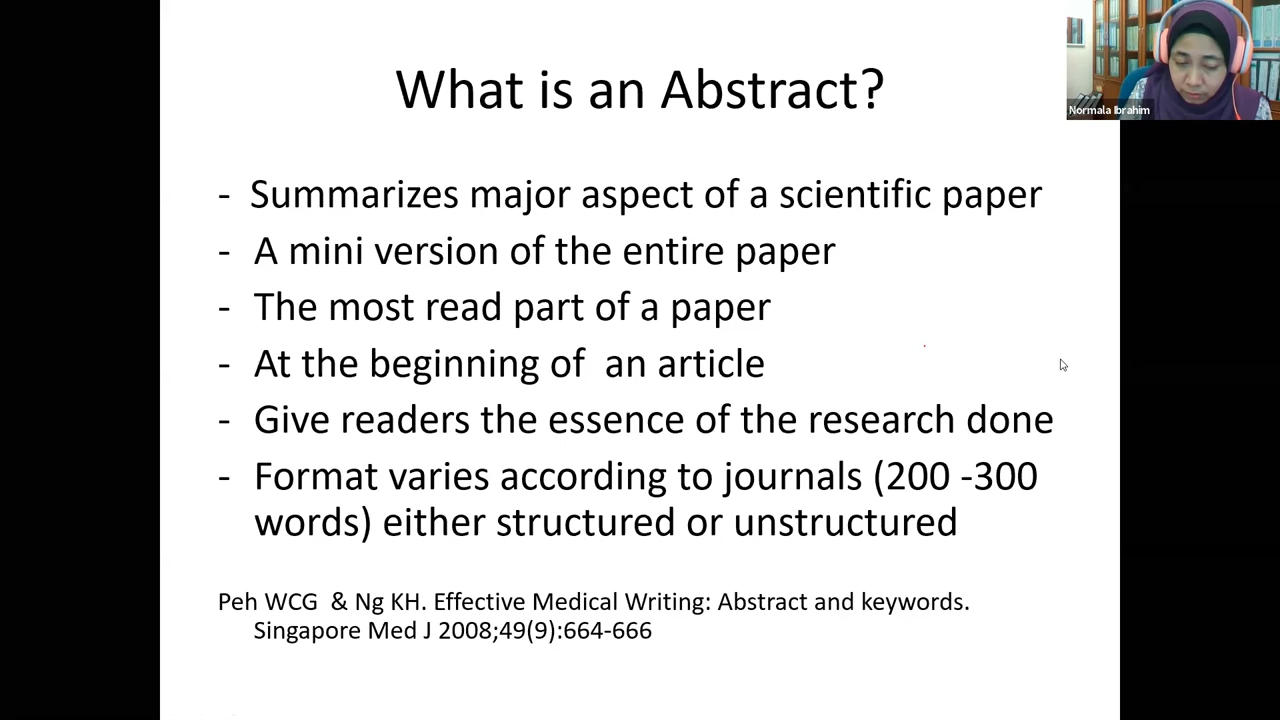 What is an Abstract?
Normala Ibrahim
- Summarizes major aspect of a scientific paper
- A mini version of the entire paper
- The most read part of a paper
- At the beginning of  an article
- Give readers the essence of the research done
- Format varies according to journals (200 -300
words) either structured or unstructured
Peh WCG  & Ng KH. Effective Medical Writing: Abstract and keywords.
Singapore Med J 2008;49(9):664-666